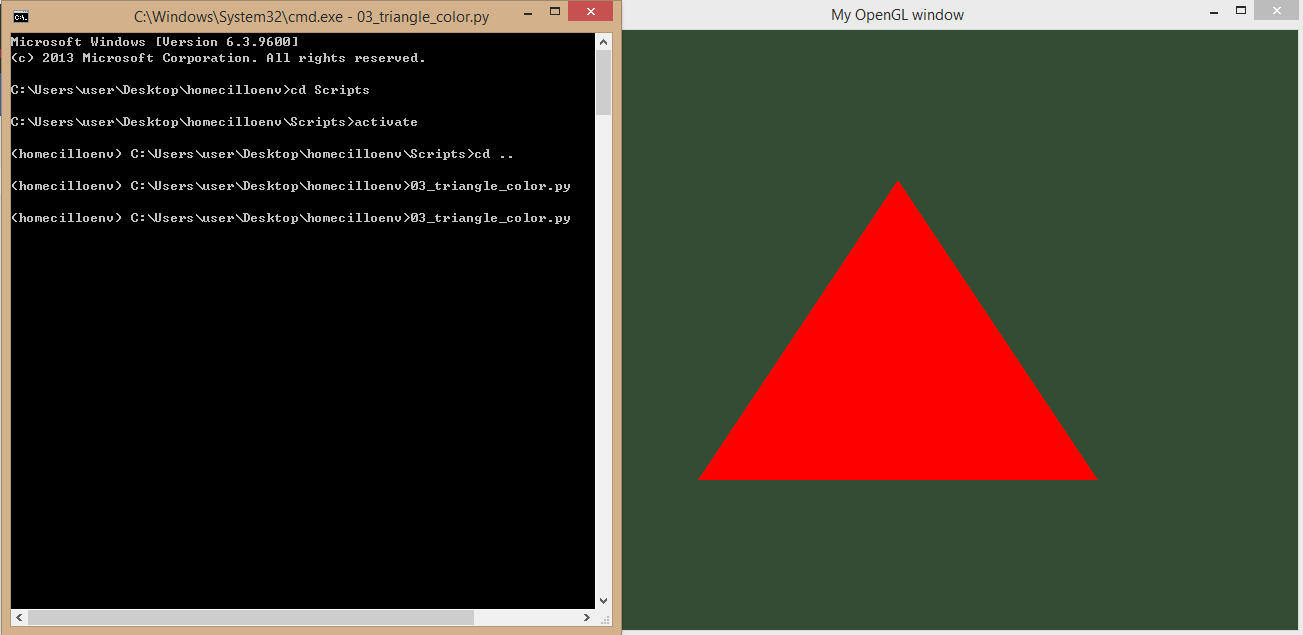 C:\Windows\System32\cmd.exe - 03_triangle_color.py
Microsoft Windows [Version 6.3.9600]
(c) 2013 Microsoft Corporation. All rights reserved.
C:\Users\user\Desktop\homecilloenv>cd Scripts
C:\Users\user\Desktop\homecilloenv\Scripts>activate
(homecilloenv) C:\Users\user\Desktop\homecilloenv\Scripts>cd ..
(homecilloenv) C:\Users\user\Desktop\homecilloenv>03_triangle_color.py
(homecilloenv) C:\Users\user\Desktop\homecilloenv>03_triangle_color.py
My OpenGL window